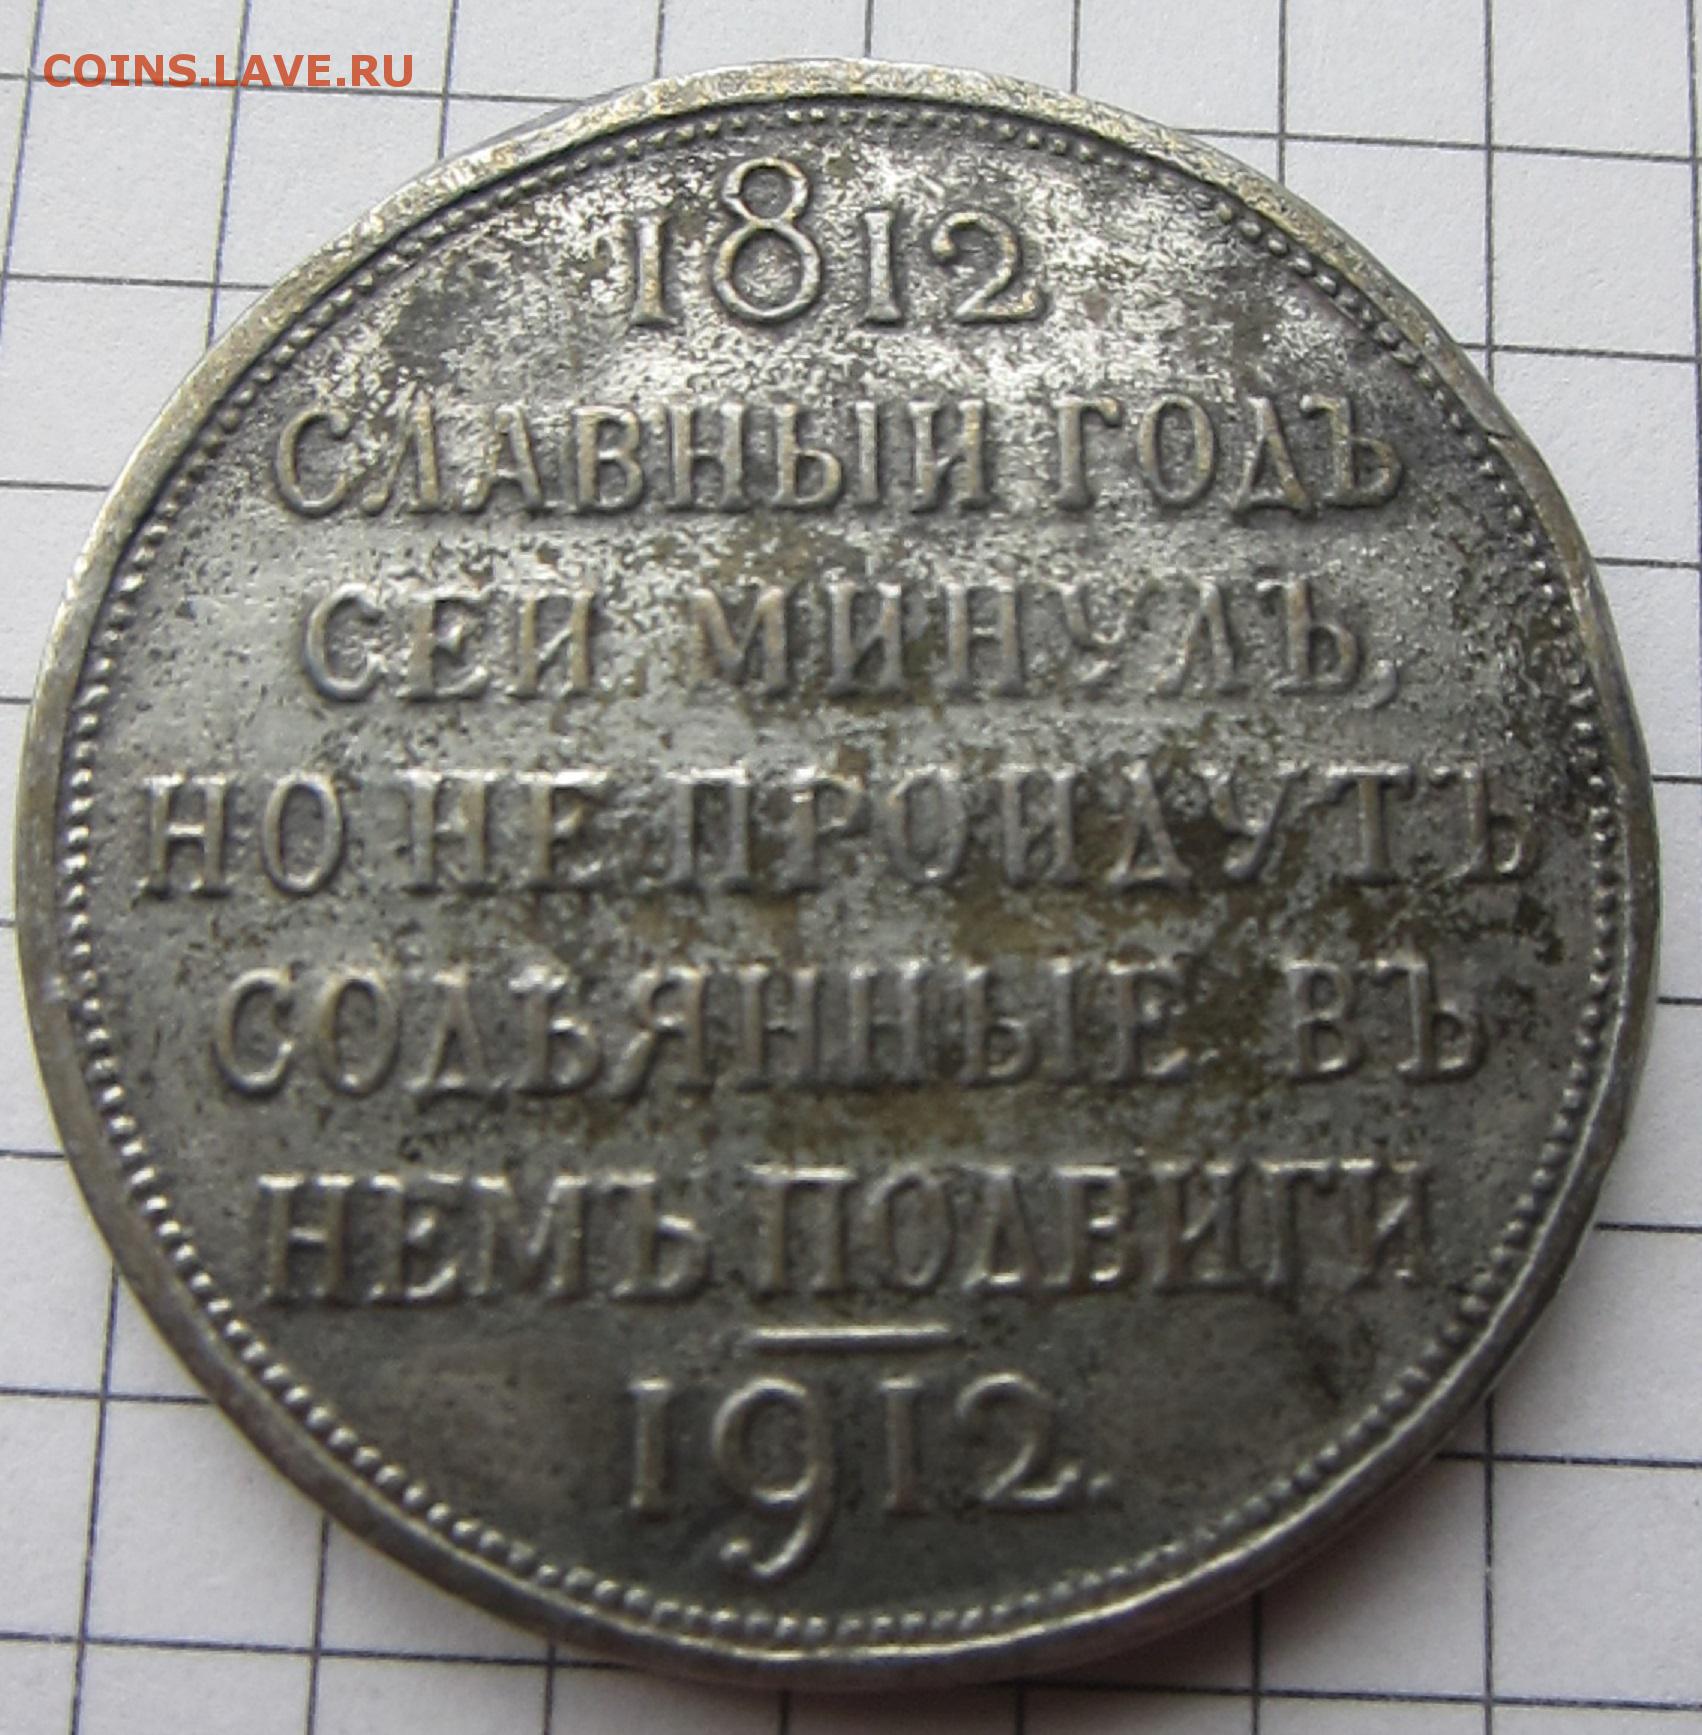 COINS.LAVE.RU
1812
СЛАВНЫЙ ГОДЪ
СЕЙ МИНУЛЪ,
НО НЕ ПРОЙДУТЪ
СОДѢЯННЫЕ ВЪ
НЕМЪ ПОДВИГИ
1912.